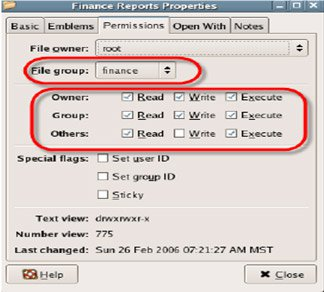 Finance Reports Properties
Basic Emblems Permissions Open With Notes
File owner: root
File group: finance
Owner: Read Write Execute
Group: Read Write Execute
Others: Read Write Execute
Special flags: Set user ID
Set group ID
Sticky
Text view: drwxrwxr-x
Number view: 775
Last changed: Sun 26 Feb 2006 07:21:27 AM MST
Help Close